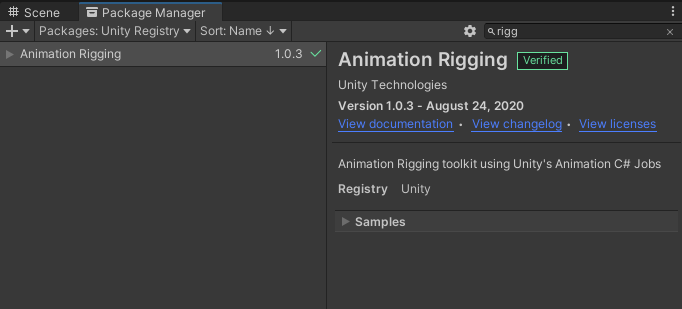 Scene
Package Manager
Packages: Unity Registry
Sort: Name ↓
rigg
Animation Rigging 1.0.3
Animation Rigging Verified
Unity Technologies
Version 1.0.3 - August 24, 2020
View documentation • View changelog • View licenses
Animation Rigging toolkit using Unity's Animation C# Jobs
Registry Unity
Samples